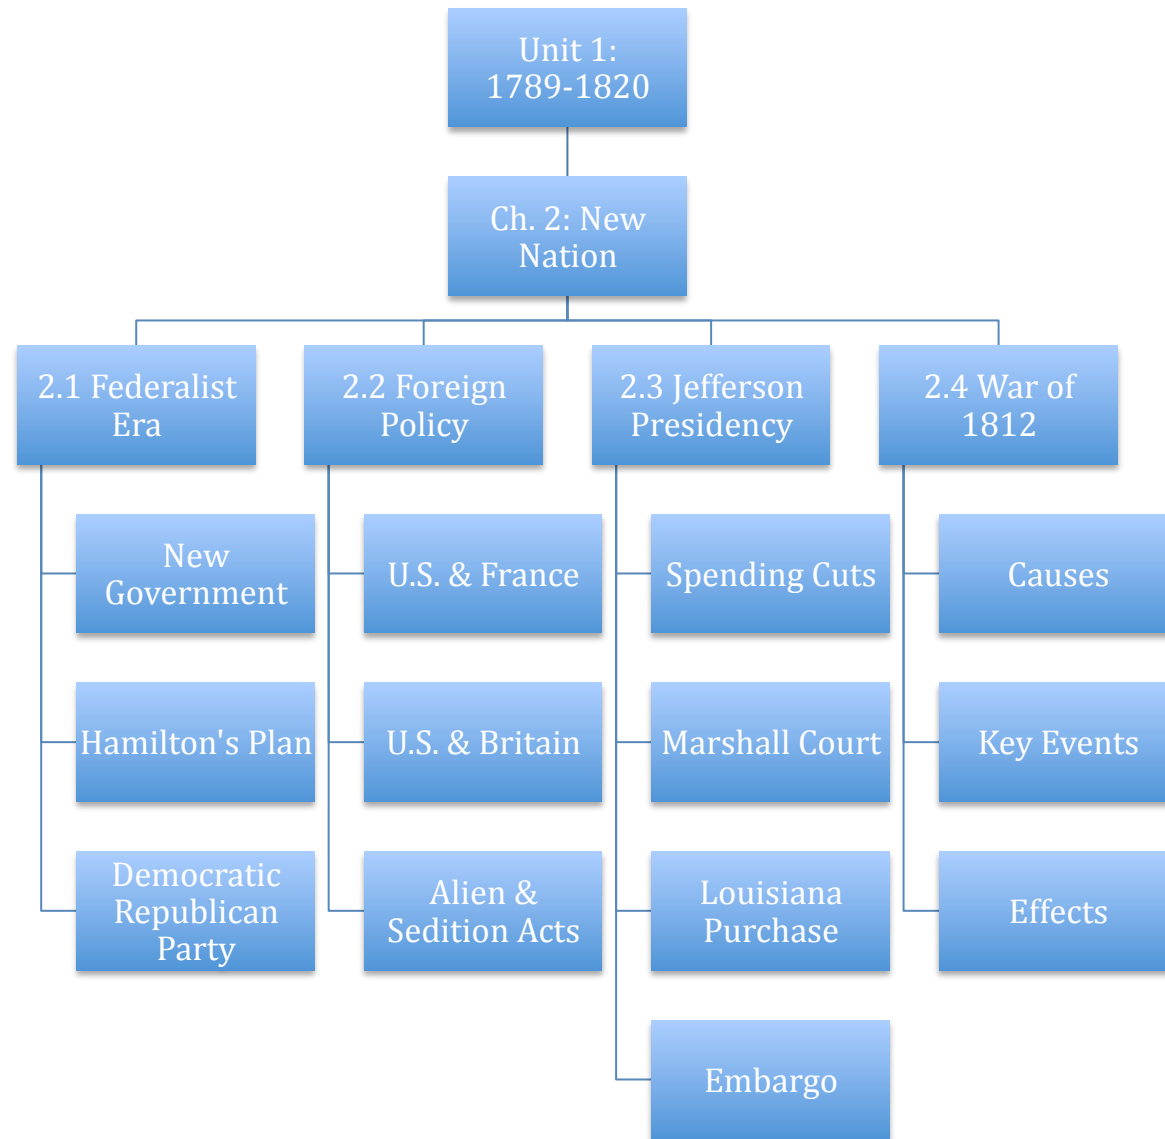 Unit 1:
1789-1820
Ch. 2: New
Nation
2.1 Federalist
Era
New
Government
Hamilton's Plan
Democratic
Republican
Party
2.2 Foreign
Policy
U.S. & France
U.S. & Britain
Alien &
Sedition Acts
2.3 Jefferson
Presidency
Spending Cuts
Marshall Court
Louisiana
Purchase
Embargo
2.4 War of
1812
Causes
Key Events
Effects